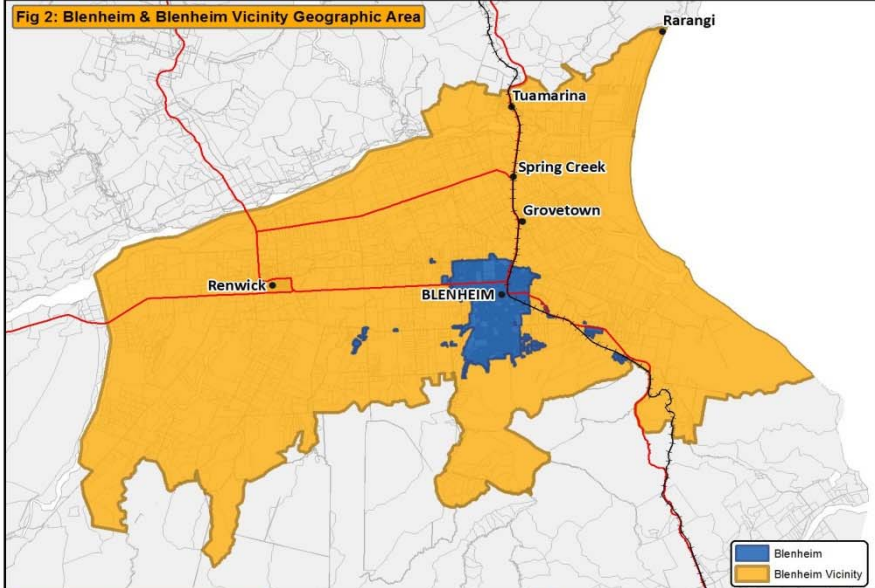 Fig 2: Blenheim & Blenheim Vicinity Geographic Area
Rarangi
Tuamarina
Spring Creek
Grovetown
Renwick
BLENHEIM
Blenheim
Blenheim Vicinity